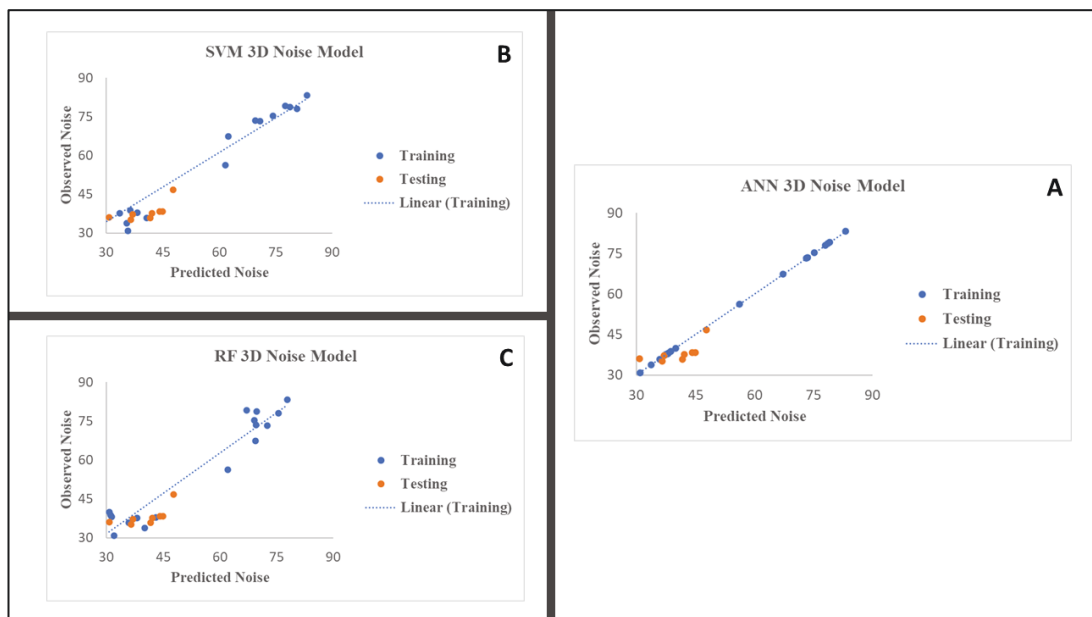 SVM 3D Noise Model
B
90
75
60
45
30
30 45 60 75 90
Observed Noise
Predicted Noise
Training
Testing
Linear (Training)
RF 3D Noise Model
C
90
75
60
45
30
30 45 60 75 90
Observed Noise
Predicted Noise
Training
Testing
Linear (Training)
ANN 3D Noise Model
A
90
75
60
45
30
30 45 60 75 90
Observed Noise
Predicted Noise
Training
Testing
Linear (Training)